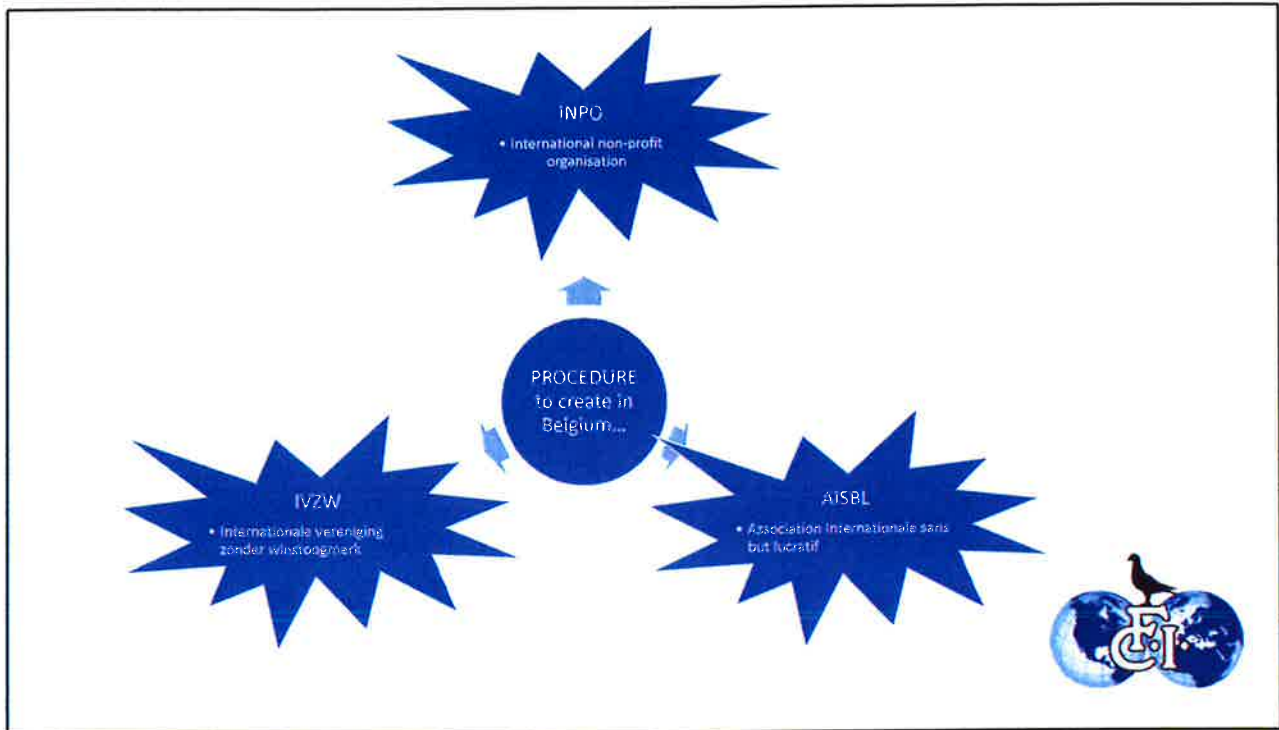 INPO
• International non-profit
organisation
PROCEDURE
to create in
Belgium...
IVZW
• Internationale vereniging
zonder winstoogmerk
AISBL
• Association Internationale sans
but lucratif
F.C.I.